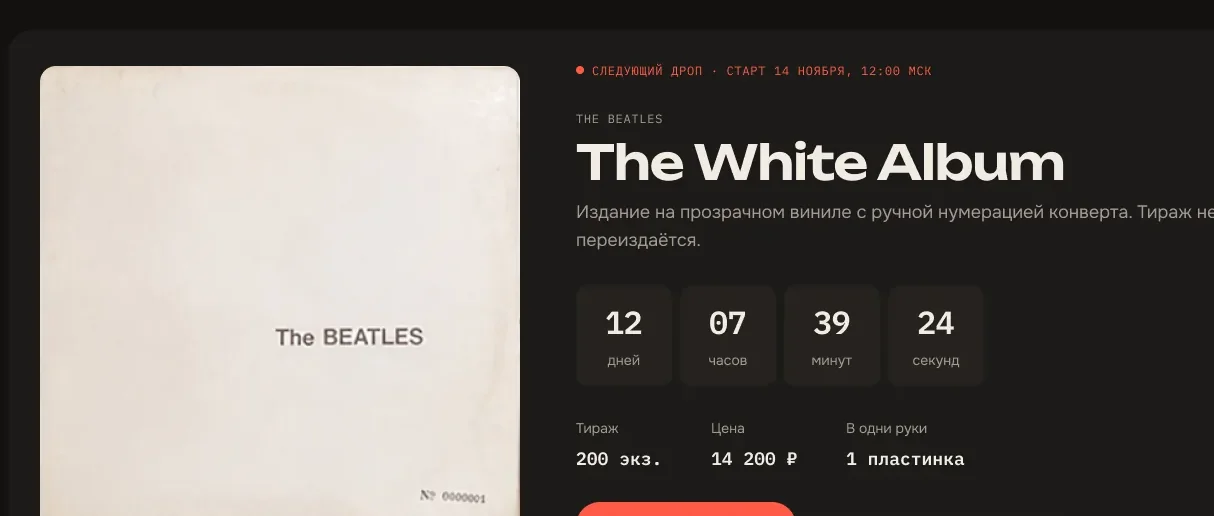 СЛЕДУЮЩИЙ ДРОП · СТАРТ 14 НОЯБРЯ, 12:00 МСК
THE BEATLES
The White Album
Издание на прозрачном виниле с ручной нумерацией конверта. Тираж не
переиздаётся.
12 07 39 24
дней часов минут секунд
Тираж Цена В одни руки
200 экз. 14 200 ₽ 1 пластинка
The BEATLES
Nº 0000001